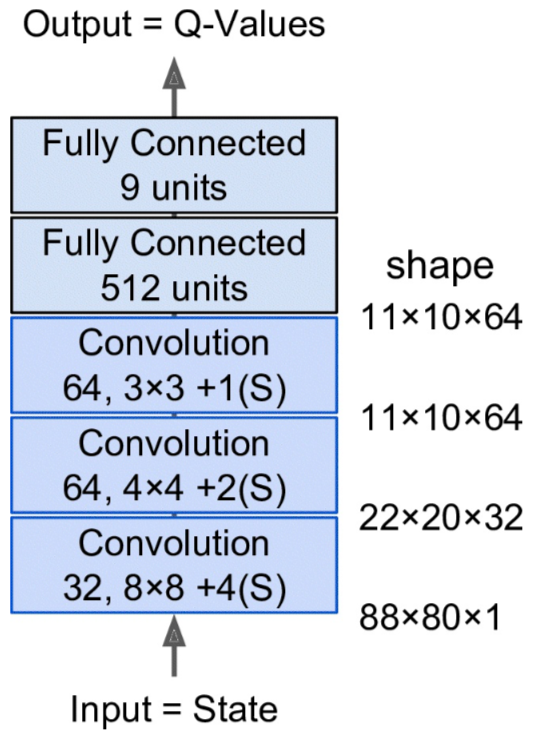 Output = Q-Values
Fully Connected
9 units
Fully Connected
512 units
shape
11×10×64
Convolution
64, 3×3 +1(S)
11×10×64
Convolution
64, 4×4 +2(S)
22×20×32
Convolution
32, 8×8 +4(S)
88×80×1
Input = State